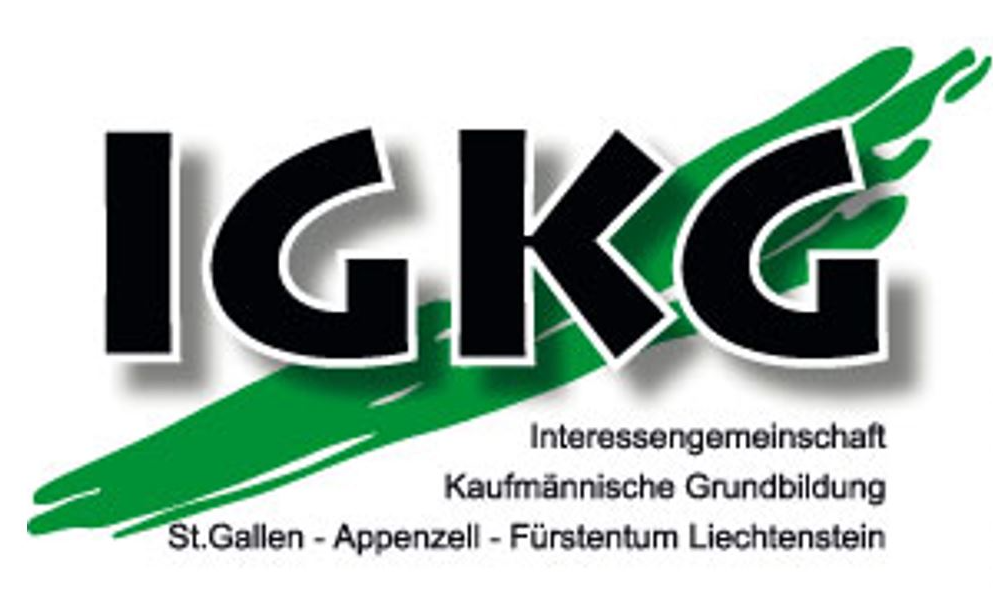 IGKG
Interessengemeinschaft
Kaufmännische Grundbildung
St.Gallen - Appenzell - Fürstentum Liechtenstein